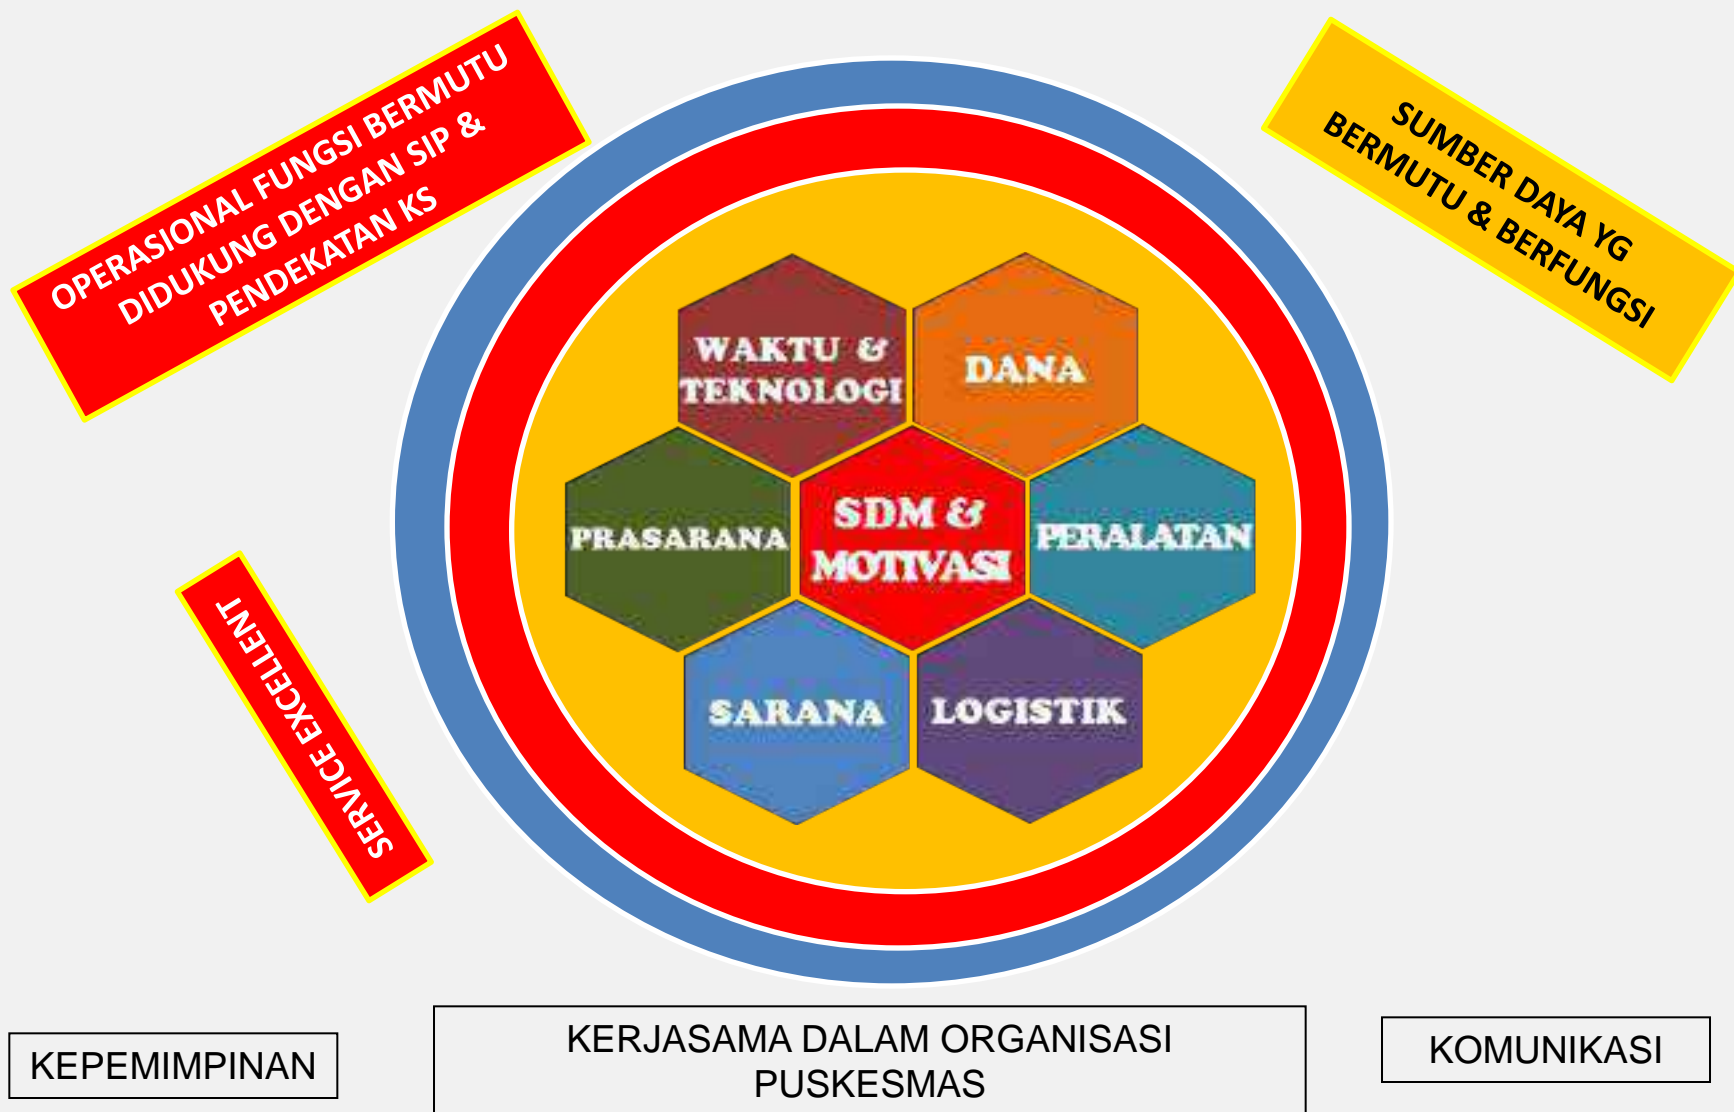 OPERASIONAL FUNGSI BERMUTU
DIDUKUNG DENGAN SIP &
PENDEKATAN KS
SUMBER DAYA YG
BERMUTU & BERFUNGSI
WAKTU &
TEKNOLOGI
DANA
PRASARANA
SDM &
MOTIVASI
PERALATAN
SARANA
LOGISTIK
SERVICE EXCELLENT
KEPEMIMPINAN
KERJASAMA DALAM ORGANISASI
PUSKESMAS
KOMUNIKASI